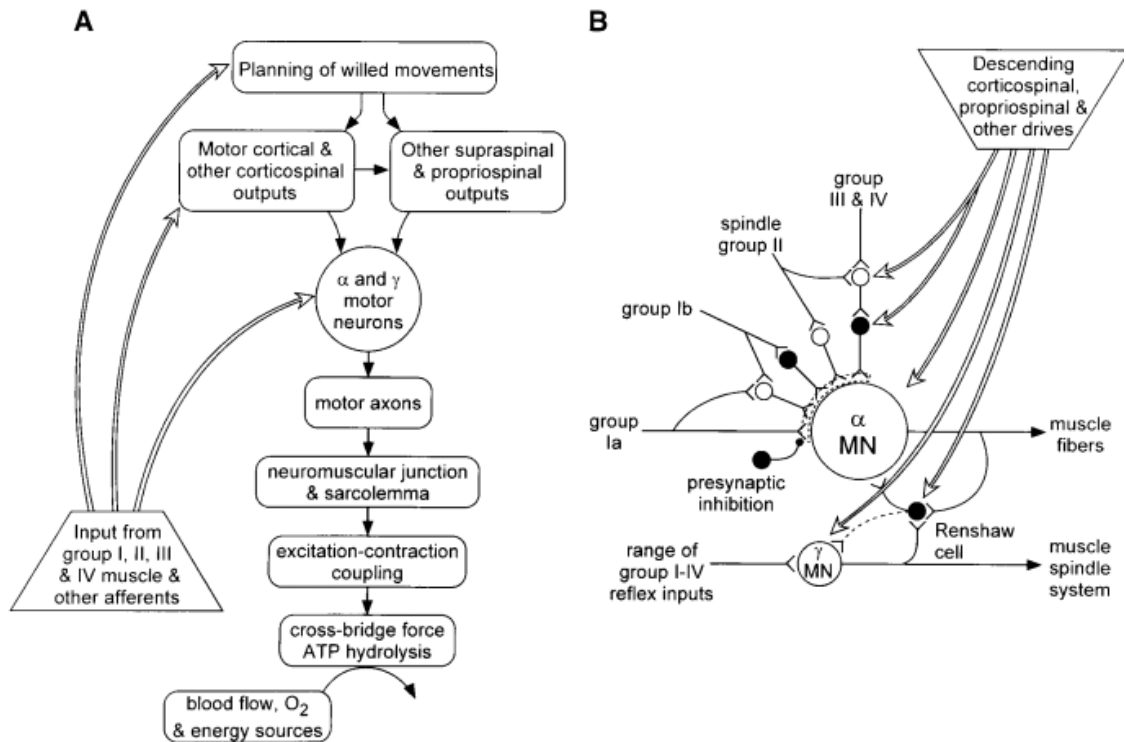 A
Planning of willed movements
Motor cortical &
other corticospinal
outputs
Other supraspinal
& propriospinal
outputs
α and γ
motor
neurons
motor axons
neuromuscular junction
& sarcolemma
excitation-contraction
coupling
cross-bridge force
ATP hydrolysis
blood flow, O2
& energy sources
Input from
group I, II, III
& IV muscle &
other afferents
B
Descending
corticospinal,
propriospinal &
other drives
group
III & IV
spindle
group II
group Ib
group
Ia
α
MN
muscle
fibers
presynaptic
inhibition
Renshaw
cell
range of
group I-IV
reflex inputs
γ
MN
muscle
spindle
system